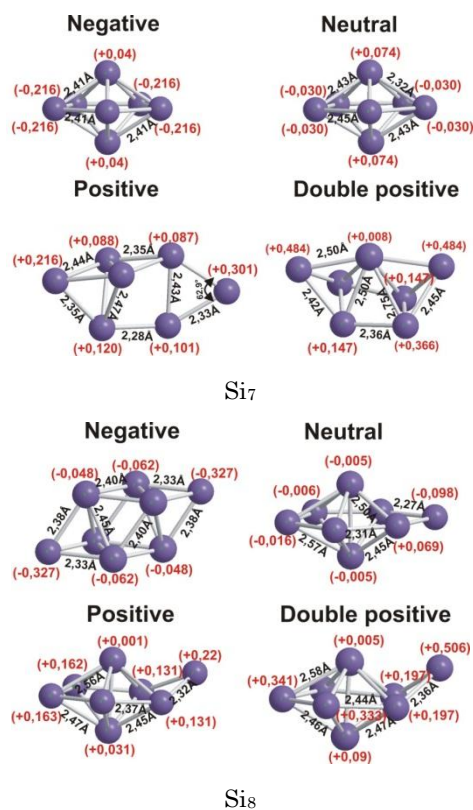 Negative Neutral
(+0,04) (+0,074)
(-0,216) 2,41Å (-0,216) (-0,030) 2,43Å 2,32Å (-0,030)
(-0,216) 2,41Å 2,41Å (-0,216) (-0,030) 2,45Å 2,43Å (-0,030)
(+0,04) (+0,074)
Positive Double positive
(+0,088) (+0,087) (+0,008)
(+0,216) 2,44Å 2,35Å (+0,301) (+0,484) 2,50Å (+0,484)
2,35Å 2,47Å 2,43Å 62,9° 2,33Å 2,42Å 2,50Å 2,75Å (+0,147) 2,45Å
2,28Å 2,36Å
(+0,120) (+0,101) (+0,147) (+0,366)
Si₇
Negative Neutral
(-0,048) (-0,062) (-0,327) (-0,005)
2,40Å 2,33Å (-0,006) 2,50Å 2,27Å (-0,098)
2,38Å 2,45Å 2,40Å 2,38Å (-0,016) 2,57Å 2,31Å 2,45Å (+0,069)
(-0,327) 2,33Å (-0,062) (-0,048) (-0,005)
Positive Double positive
(+0,001) (+0,22) (+0,005) (+0,506)
(+0,162) 2,56Å (+0,131) 2,32Å (+0,341) 2,58Å (+0,197) 2,36Å
(+0,163) 2,47Å 2,37Å 2,45Å (+0,131) 2,46Å 2,44Å (+0,333) 2,47Å (+0,197)
(+0,031) (+0,09)
Si₈